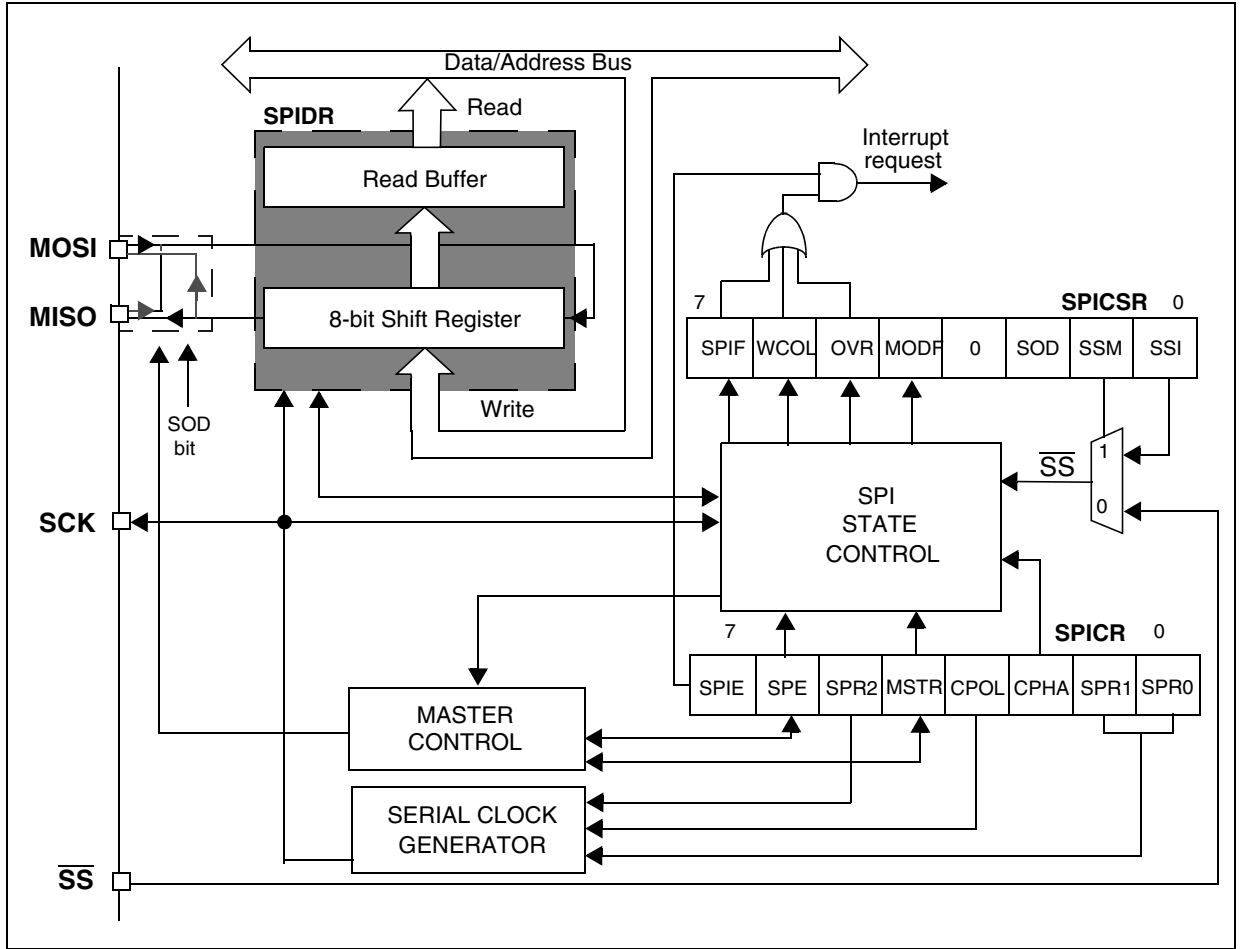 Data/Address Bus
SPIDR
Read
Read Buffer
Interrupt
request
MOSI
MISO
8-bit Shift Register
Write
SOD
bit
7
SPICSR
0
SPIF WCOL OVR MODF 0 SOD SSM SSI
1
SS
0
SCK
SPI
STATE
CONTROL
7
SPICR
0
SPIE SPE SPR2 MSTR CPOL CPHA SPR1 SPR0
MASTER
CONTROL
SERIAL CLOCK
GENERATOR
SS